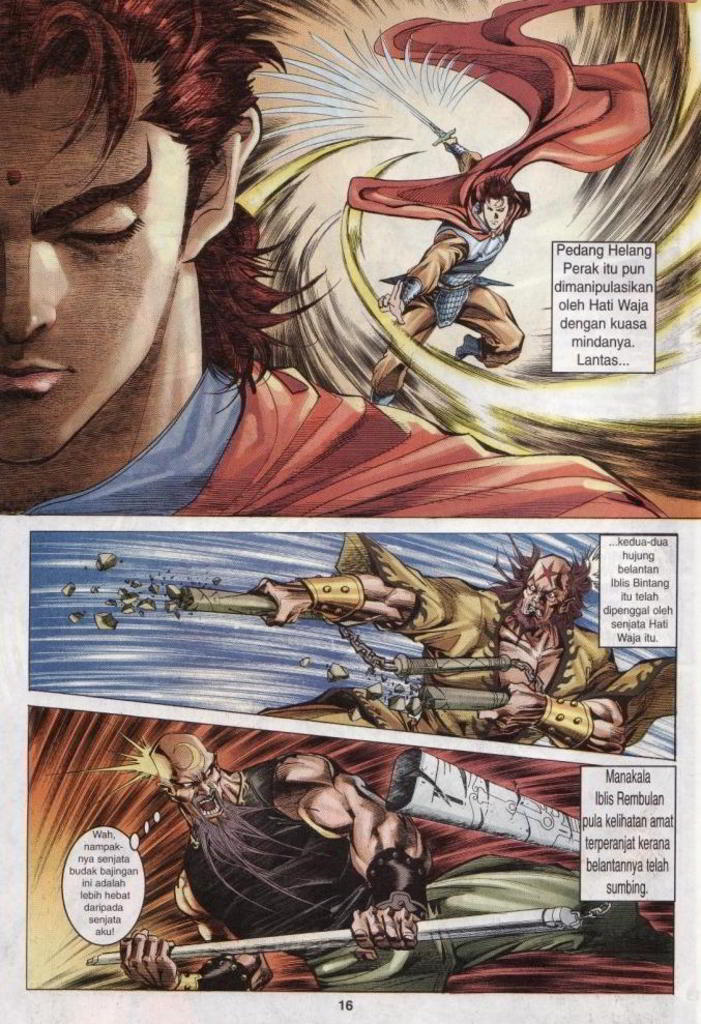 Pedang Helang
Perak itu pun
dimanipulasikan
oleh Hati Waja
dengan kuasa
mindanya.
Lantas...
...kedua-dua
hujung
belantan
Iblis Bintang
itu telah
dipenggal oleh
senjata Hati
Waja itu.
Manakala
Iblis Rembulan
pula kelihatan amat
terperanjat kerana
belantannya telah
sumbing.
Wah,
nampak-
nya senjata
budak bajingan
ini adalah
lebih hebat
daripada
senjata
aku!
16